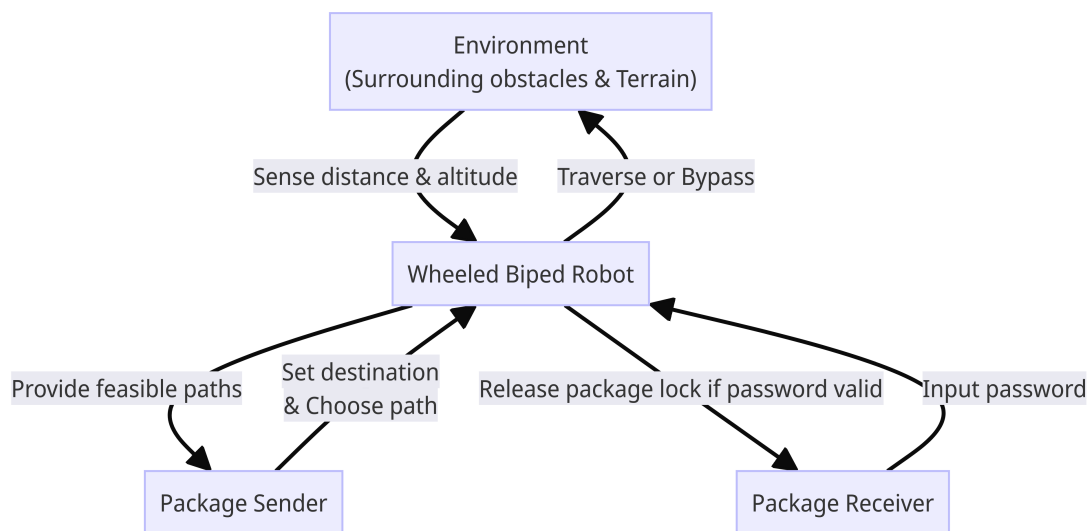 Environment
(Surrounding obstacles & Terrain)
Sense distance & altitude
Traverse or Bypass
Wheeled Biped Robot
Provide feasible paths
Set destination
& Choose path
Release package lock if password valid
Input password
Package Sender
Package Receiver